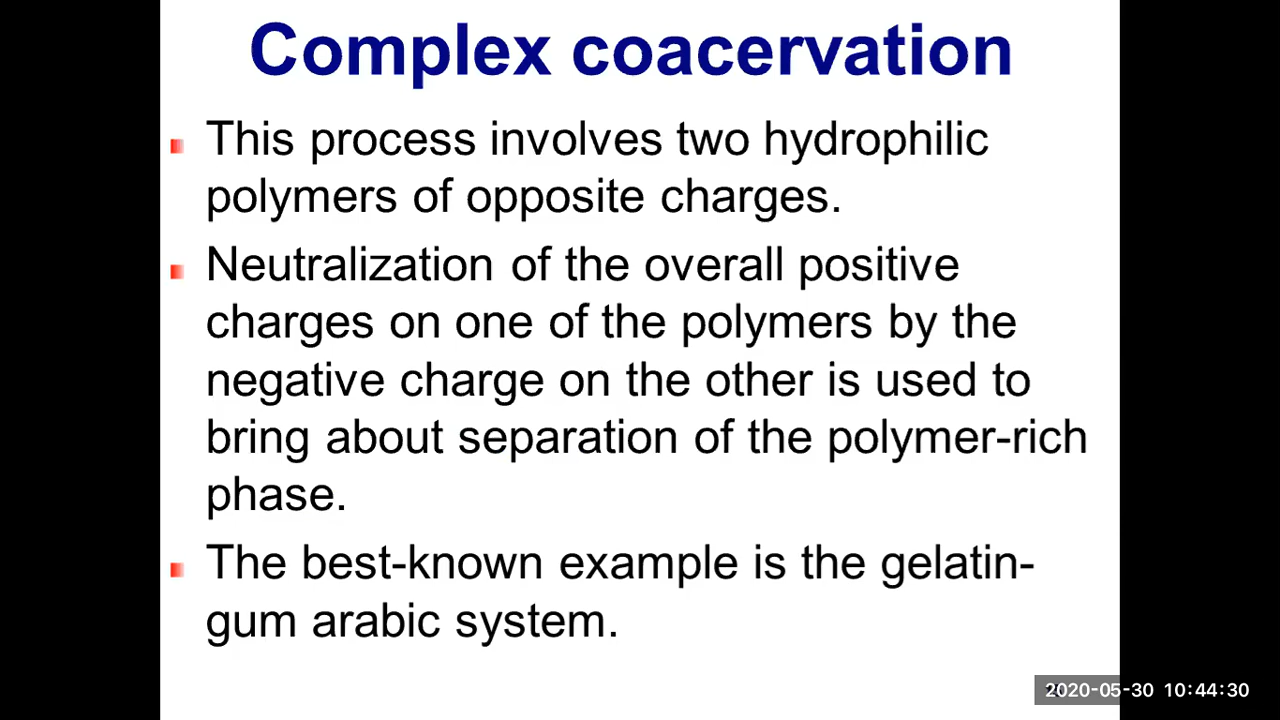 Complex coacervation
This process involves two hydrophilic
polymers of opposite charges.
Neutralization of the overall positive
charges on one of the polymers by the
negative charge on the other is used to
bring about separation of the polymer-rich
phase.
The best-known example is the gelatin-
gum arabic system.
2020-05-30 10:44:30